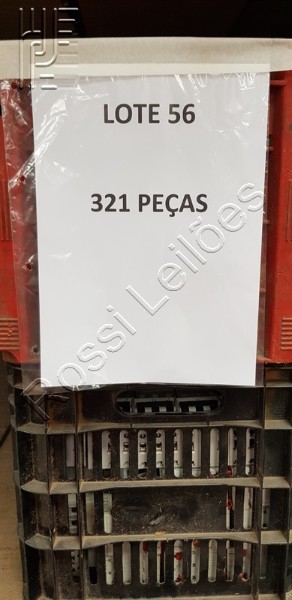 LOTE 56
321 PEÇAS
Rossi Leilões